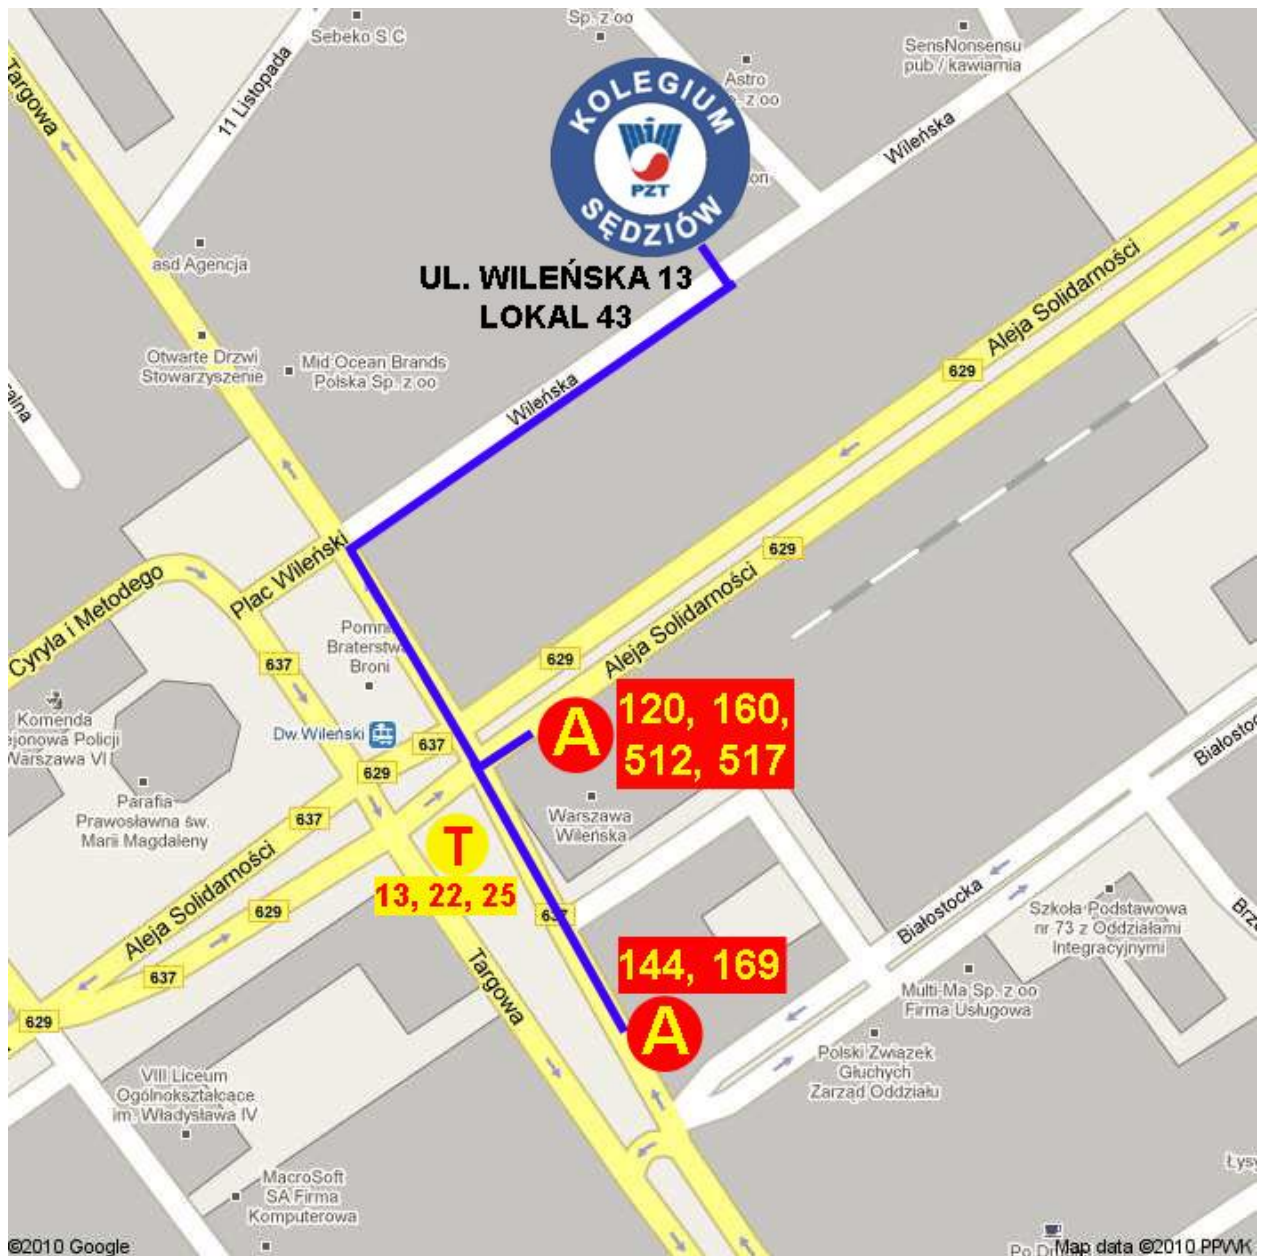 Sp. z oo
Sebeko S.C
SensNonsensu
pub / kawiarnia
Targowa
11 Listopada
Astro
z oo
KOLEGIUM
PZT
SĘDZIÓW
Wileńska
asd Agencja
UL. WILEŃSKA 13
LOKAL 43
Aleja Solidarności
629
Otwarte Drzwi
Stowarzyszenie
Mid Ocean Brands
Polska Sp. z oo
Wileńska
Plac Wileński
629
Cyryla i Metodego
Aleja Solidarności
Broni
637
629
Komenda
Warszawa VI
Dw.Wileński
637
629
A
120, 160,
512, 517
Parafia
Prawosławna św.
Marii Magdaleny
637
Warszawa
Wileńska
T
13, 22, 25
Aleja Solidarności
629
637
637
629
Białostocka
Szkoła Podstawowa
nr 73 z Oddziałami
Integracyjnymi
Targowa
144, 169
A
Multi-Ma Sp. z oo
Firma Usługowa
Polski Związek
Głuchych
Zarząd Oddziału
VIII Liceum
Ogólnokształcące
im. Władysława IV
MacroSoft
SA Firma
Komputerowa
©2010 Google
Map data ©2010 PPWK